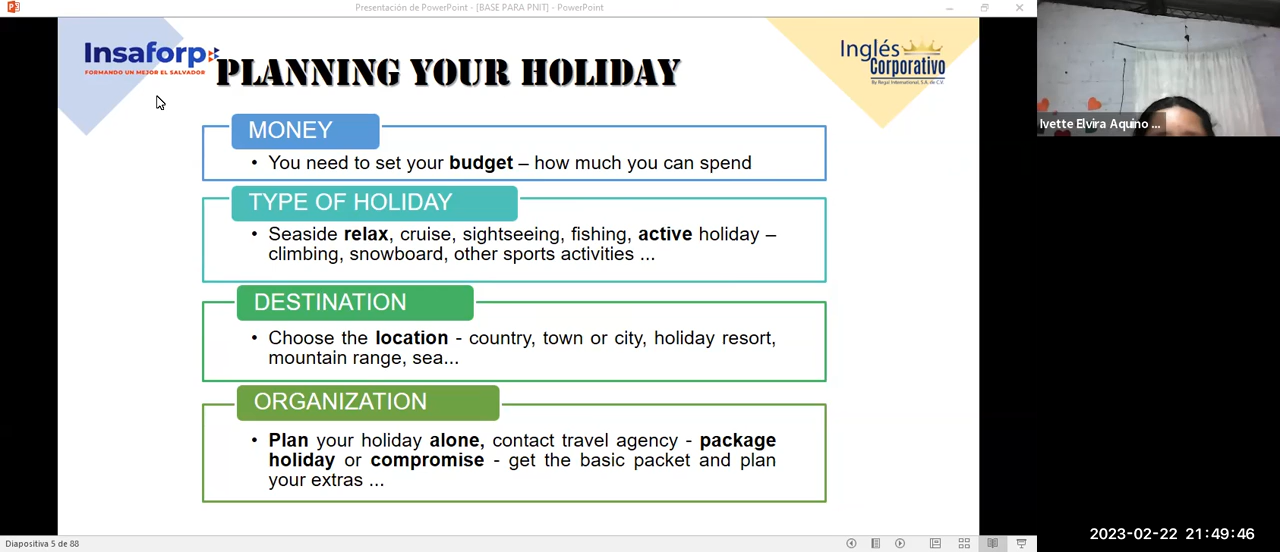 Presentación de PowerPoint - [BASE PARA PNIT] - PowerPoint
Insaforp
FORMANDO UN MEJOR EL SALVADOR
PLANNING YOUR HOLIDAY
Inglés
Corporativo
By Regal International, S.A. de C.V.
MONEY
• You need to set your budget – how much you can spend
TYPE OF HOLIDAY
• Seaside relax, cruise, sightseeing, fishing, active holiday –
climbing, snowboard, other sports activities ...
DESTINATION
• Choose the location - country, town or city, holiday resort,
mountain range, sea...
ORGANIZATION
• Plan your holiday alone, contact travel agency - package
holiday or compromise - get the basic packet and plan
your extras ...
Diapositiva 5 de 88
Ivette Elvira Aquino ...
2023-02-22 21:49:46